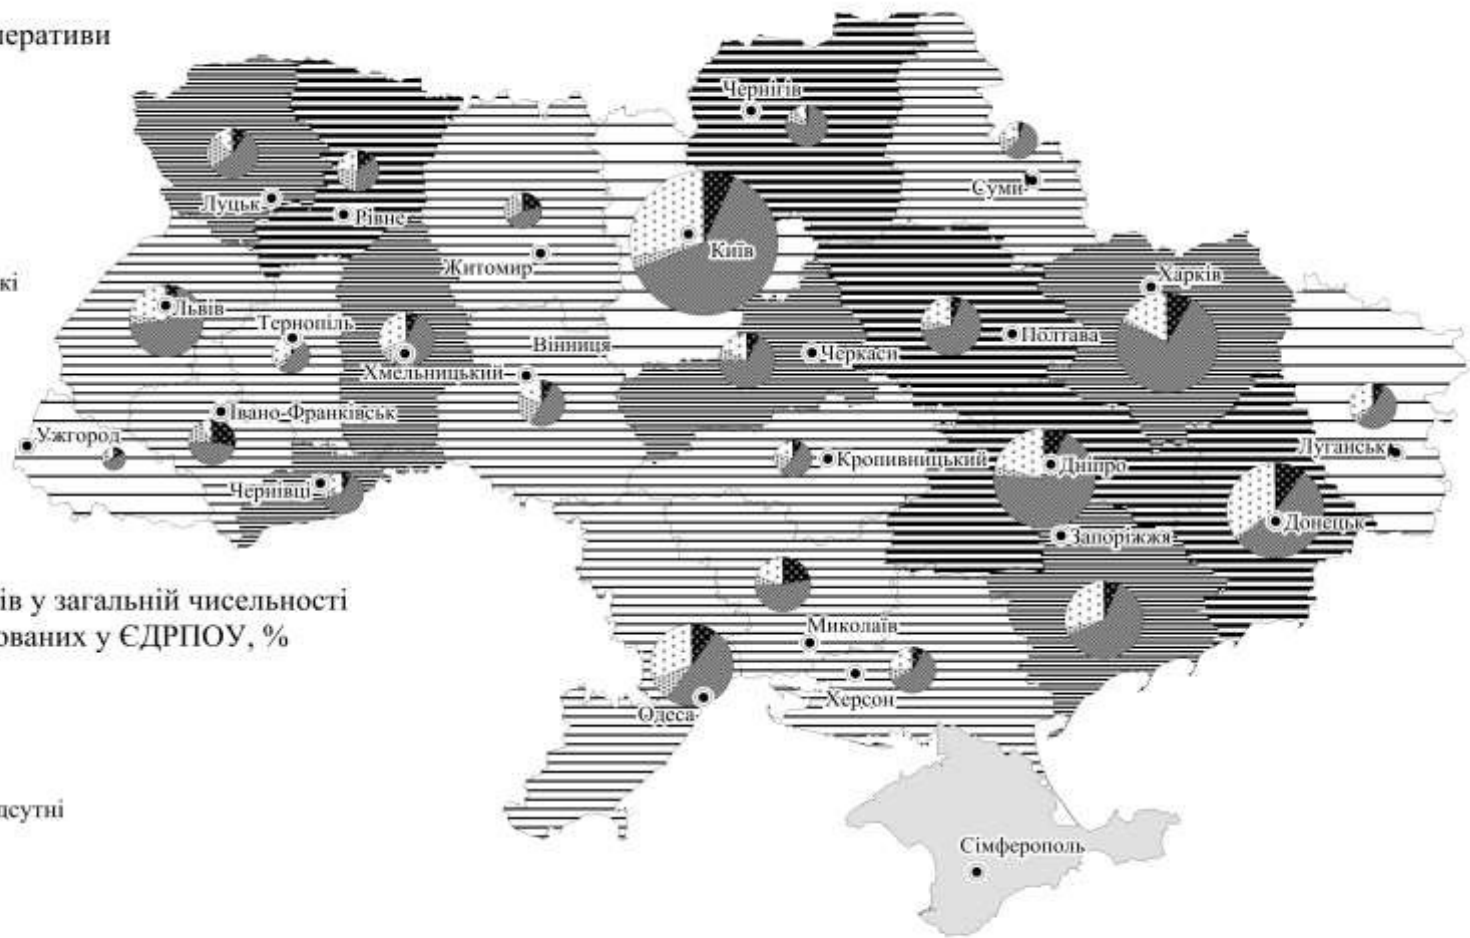 перативи
Чернігів
Суми
Луцьк
Рівне
Київ
Житомир
Харків
кі
Львів
Тернопіль
Вінниця
Полтава
Черкаси
Хмельницький
Івано-Франківськ
Ужгород
Луганськ
Кропивницький
Дніпро
Чернівці
Донецьк
Запоріжжя
ів у загальній чисельності
ованих у ЄДРПОУ, %
Миколаїв
Херсон
Одеса
дсутні
Сімферополь